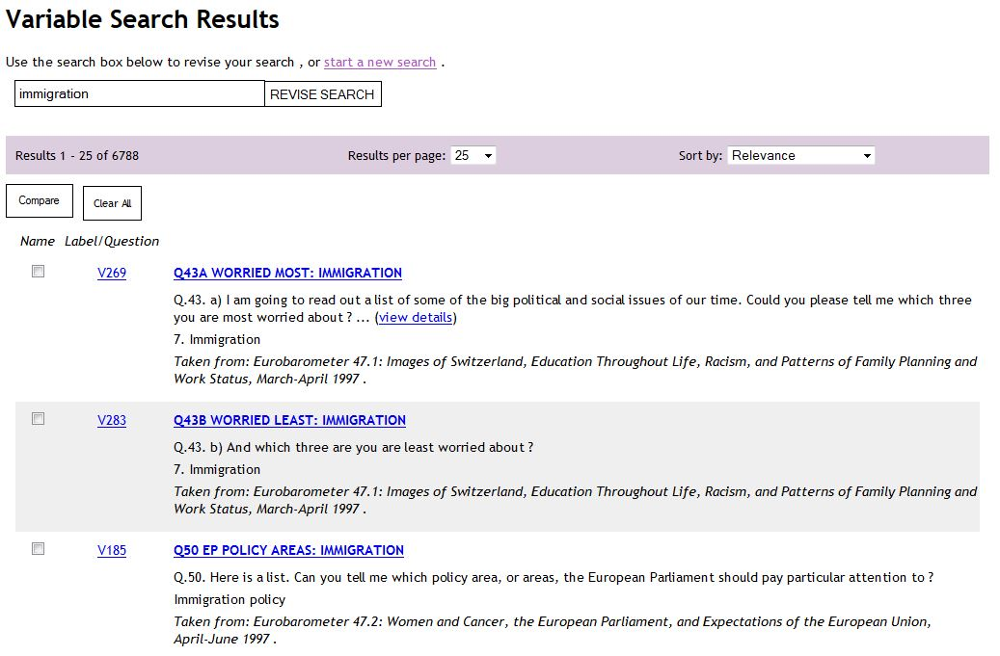 Variable Search Results
Use the search box below to revise your search , or start a new search .
immigration REVISE SEARCH
Results 1 - 25 of 6788 Results per page: 25 Sort by: Relevance
Compare Clear All
Name Label/Question
V269 Q43A WORRIED MOST: IMMIGRATION
Q.43. a) I am going to read out a list of some of the big political and social issues of our time. Could you please tell me which three
you are most worried about ? ... (view details)
7. Immigration
Taken from: Eurobarometer 47.1: Images of Switzerland, Education Throughout Life, Racism, and Patterns of Family Planning and
Work Status, March-April 1997 .
V283 Q43B WORRIED LEAST: IMMIGRATION
Q.43. b) And which three are you are least worried about ?
7. Immigration
Taken from: Eurobarometer 47.1: Images of Switzerland, Education Throughout Life, Racism, and Patterns of Family Planning and
Work Status, March-April 1997 .
V185 Q50 EP POLICY AREAS: IMMIGRATION
Q.50. Here is a list. Can you tell me which policy area, or areas, the European Parliament should pay particular attention to ?
Immigration policy
Taken from: Eurobarometer 47.2: Women and Cancer, the European Parliament, and Expectations of the European Union,
April-June 1997 .